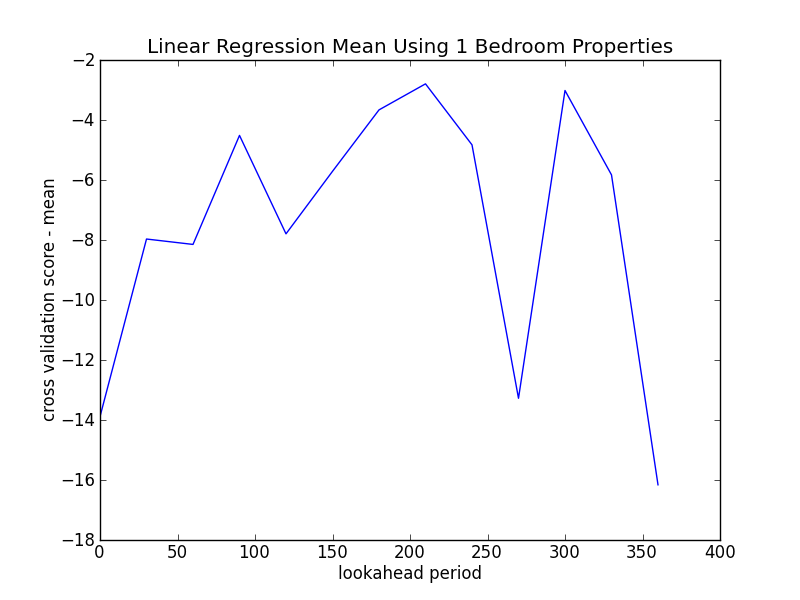 Linear Regression Mean Using 1 Bedroom Properties
−2
−4
−6
−8
−10
−12
−14
−16
−18
cross validation score - mean
0 50 100 150 200 250 300 350 400
lookahead period